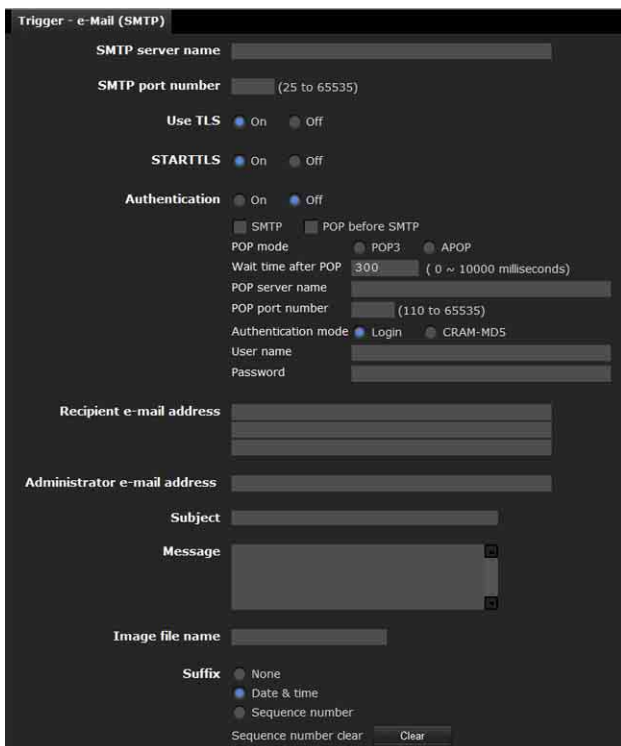 Trigger - e-Mail (SMTP)
SMTP server name
SMTP port number (25 to 65535)
Use TLS On Off
STARTTLS On Off
Authentication On Off
SMTP POP before SMTP
POP mode POP3 APOP
Wait time after POP 300 ( 0 ~ 10000 milliseconds)
POP server name
POP port number (110 to 65535)
Authentication mode Login CRAM-MD5
User name
Password
Recipient e-mail address
Administrator e-mail address
Subject
Message
Image file name
Suffix None
Date & time
Sequence number
Sequence number clear Clear